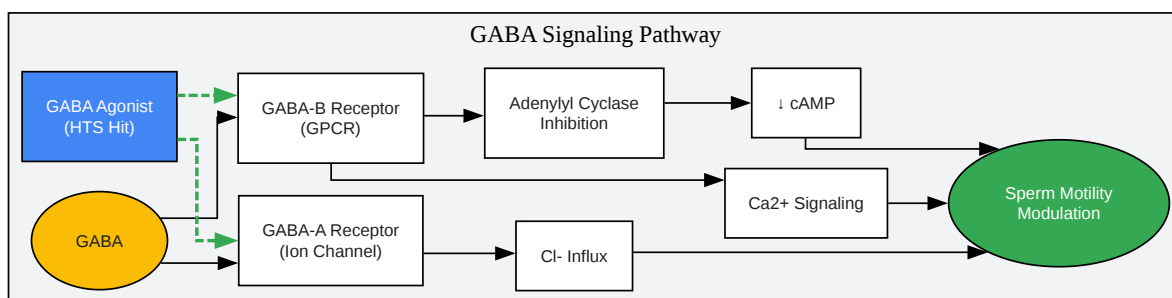 GABA Signaling Pathway
GABA Agonist
(HTS Hit)
GABA-B Receptor
(GPCR)
Adenylyl Cyclase
Inhibition
↓ cAMP
GABA
GABA-A Receptor
(Ion Channel)
Cl- Influx
Ca2+ Signaling
Sperm Motility
Modulation